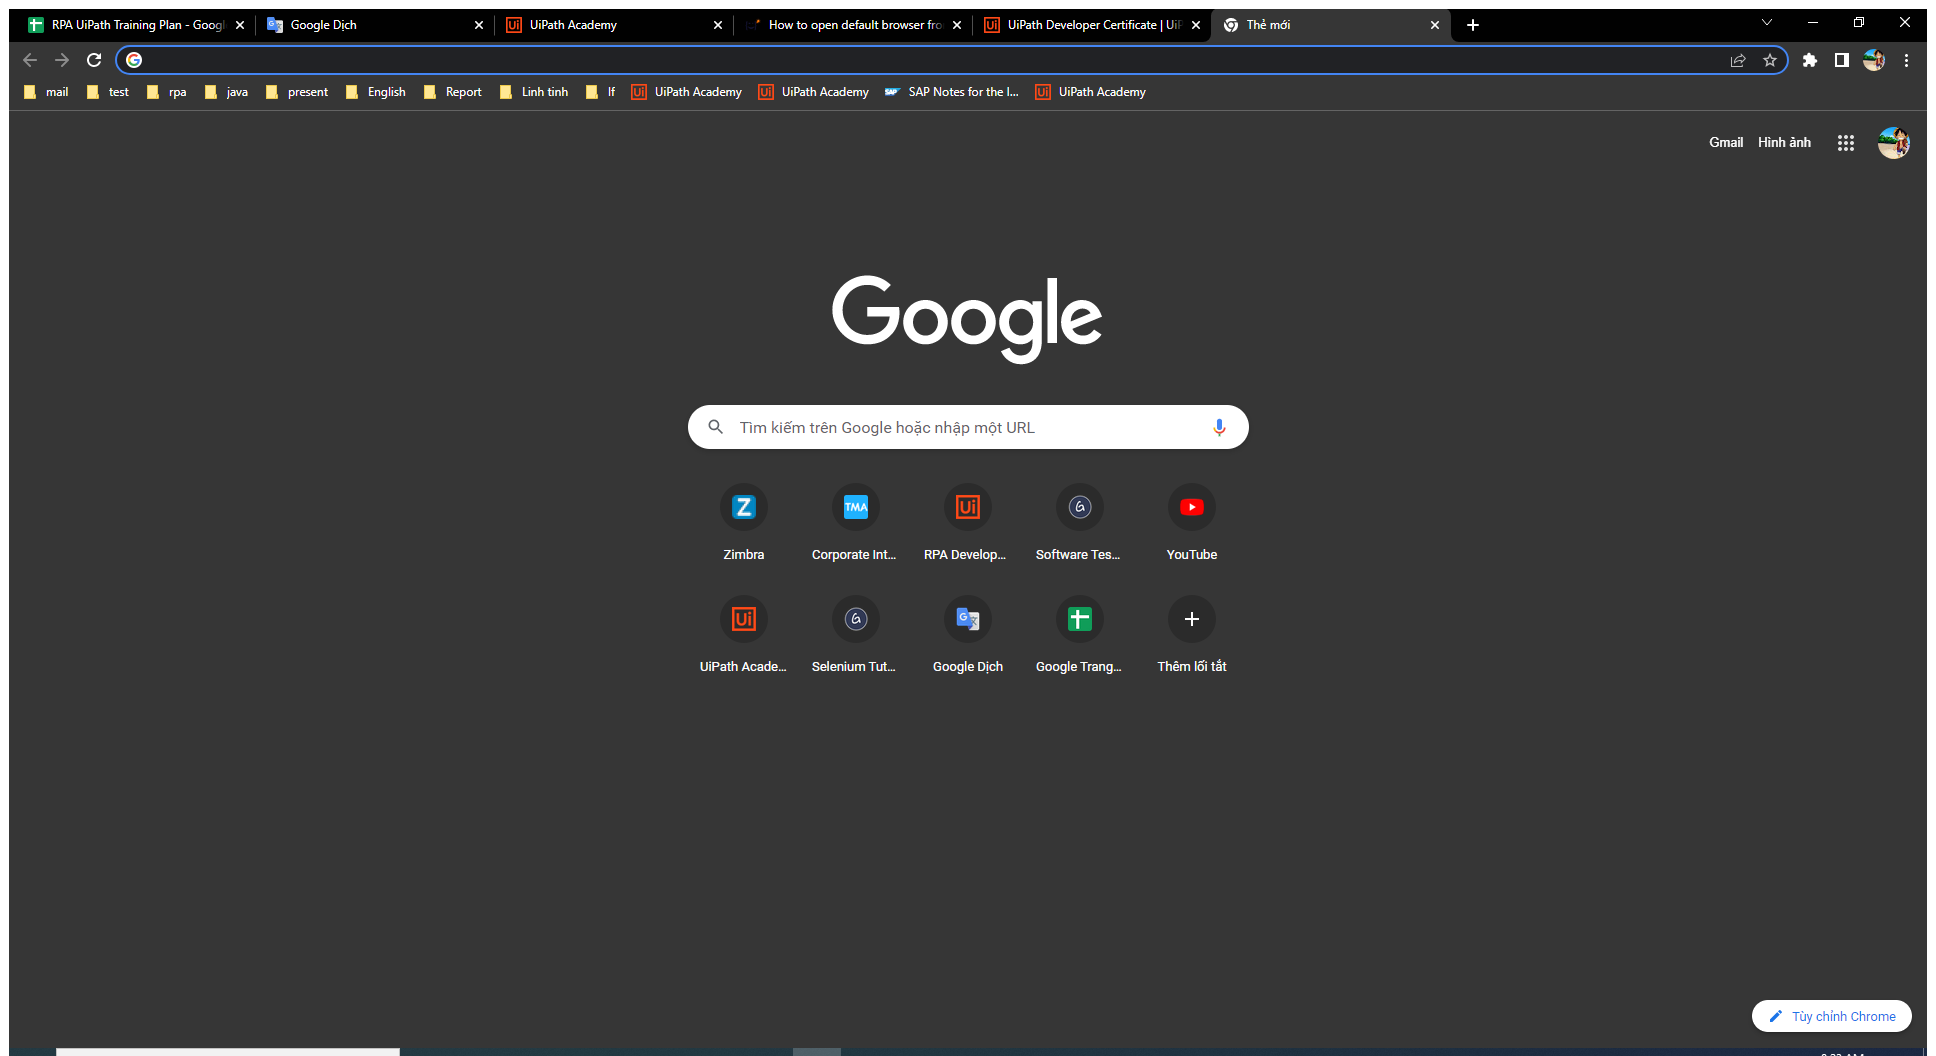 RPA UiPath Training Plan - Googl
Google Dịch
UiPath Academy
How to open default browser fro
UiPath Developer Certificate | UiP
Thẻ mới
mail
test
rpa
java
present
English
Report
Linh tinh
lf
UiPath Academy
UiPath Academy
SAP Notes for the I...
UiPath Academy
Gmail
Hình ảnh
Google
Tìm kiếm trên Google hoặc nhập một URL
Zimbra
TMA
Corporate Int...
RPA Develop...
Software Tes...
YouTube
UiPath Acade...
Selenium Tut...
Google Dịch
Google Trang...
Thêm lối tắt
Tùy chỉnh Chrome